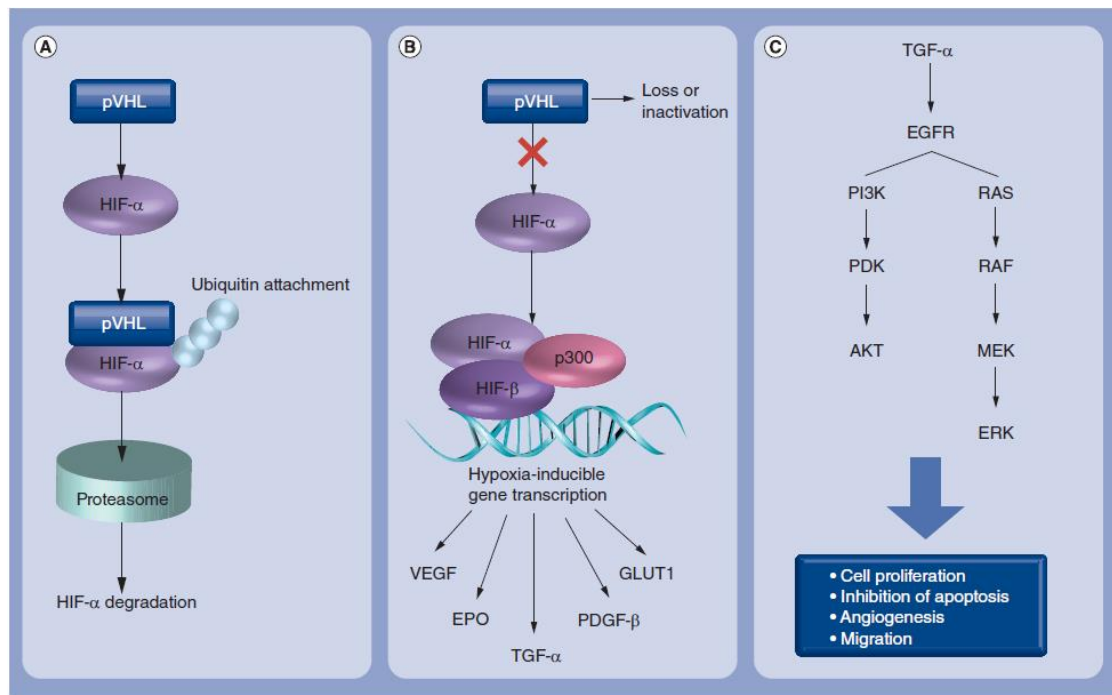 A
pVHL
HIF-α
Ubiquitin attachment
pVHL
HIF-α
Proteasome
HIF-α degradation
B
pVHL
Loss or
inactivation
HIF-α
HIF-α
p300
HIF-β
Hypoxia-inducible
gene transcription
VEGF
GLUT1
EPO
PDGF-β
TGF-α
C
TGF-α
EGFR
PI3K
RAS
PDK
RAF
AKT
MEK
ERK
• Cell proliferation
• Inhibition of apoptosis
• Angiogenesis
• Migration